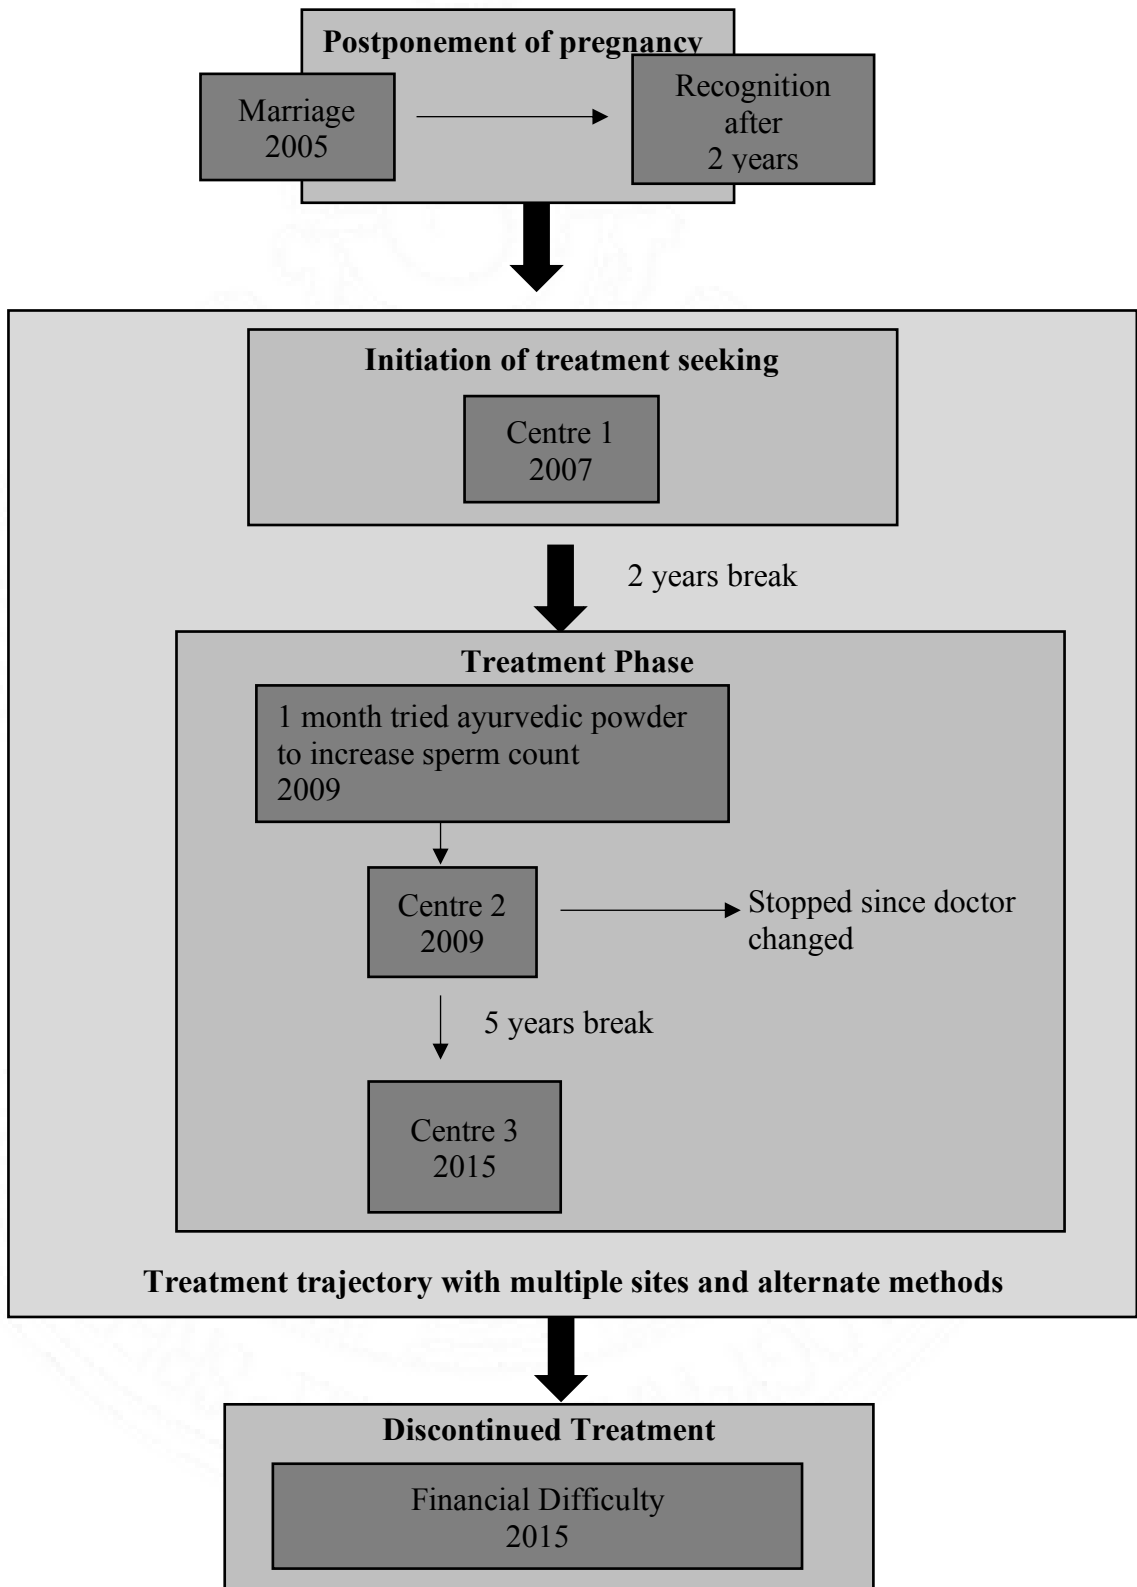 Postponement of pregnancy
Marriage
2005
Recognition
after
2 years
Initiation of treatment seeking
Centre 1
2007
2 years break
Treatment Phase
1 month tried ayurvedic powder
to increase sperm count
2009
Centre 2
2009
Stopped since doctor
changed
5 years break
Centre 3
2015
Treatment trajectory with multiple sites and alternate methods
Discontinued Treatment
Financial Difficulty
2015